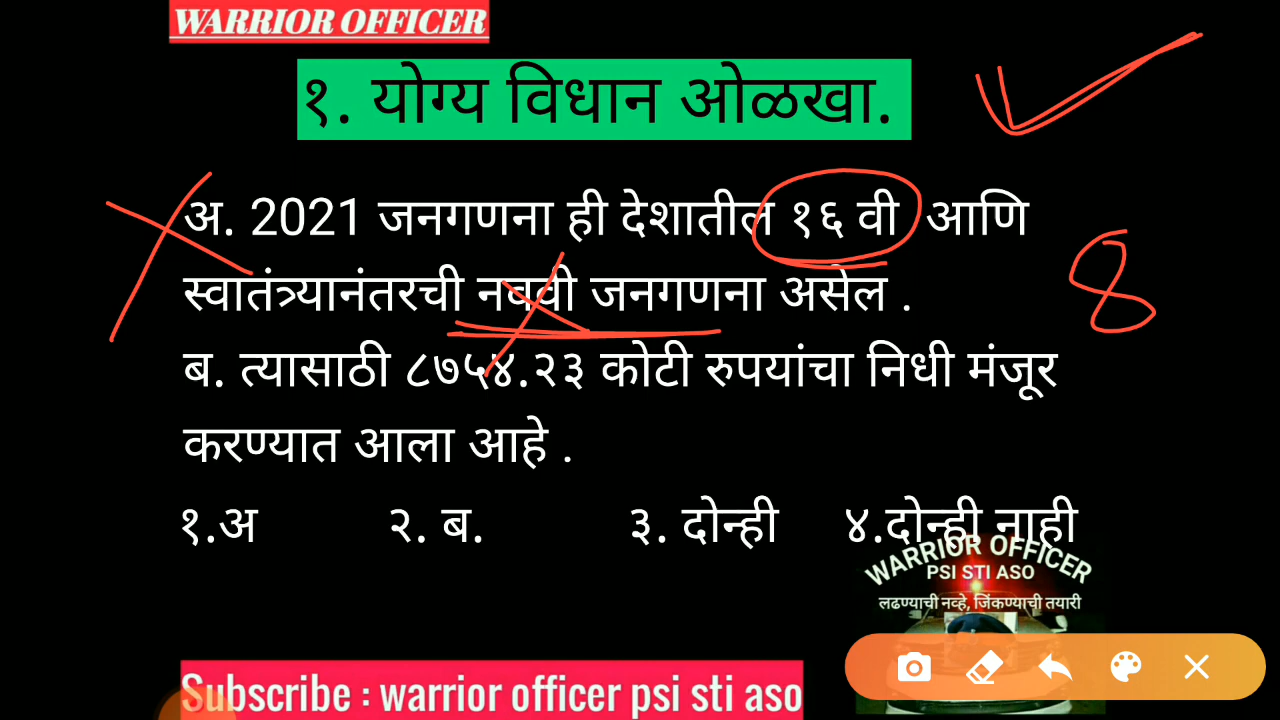 WARRIOR OFFICER
१. योग्य विधान ओळखा.
अ. 2021 जनगणना ही देशातील १६ वी आणि
स्वातंत्र्यानंतरची नववी जनगणना असेल .
8
ब. त्यासाठी ८७५४.२३ कोटी रुपयांचा निधी मंजूर
करण्यात आला आहे .
१.अ २. ब. ३. दोन्ही ४.दोन्ही नाही
WARRIOR OFFICER
PSI STI ASO
लढण्याची नव्हे, जिंकण्याची तयारी
Subscribe : warrior officer psi sti aso